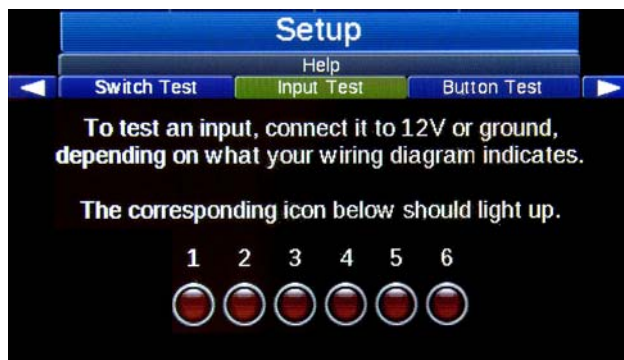 Setup
Help
Switch Test Input Test Button Test
To test an input, connect it to 12V or ground,
depending on what your wiring diagram indicates.
The corresponding icon below should light up.
1 2 3 4 5 6